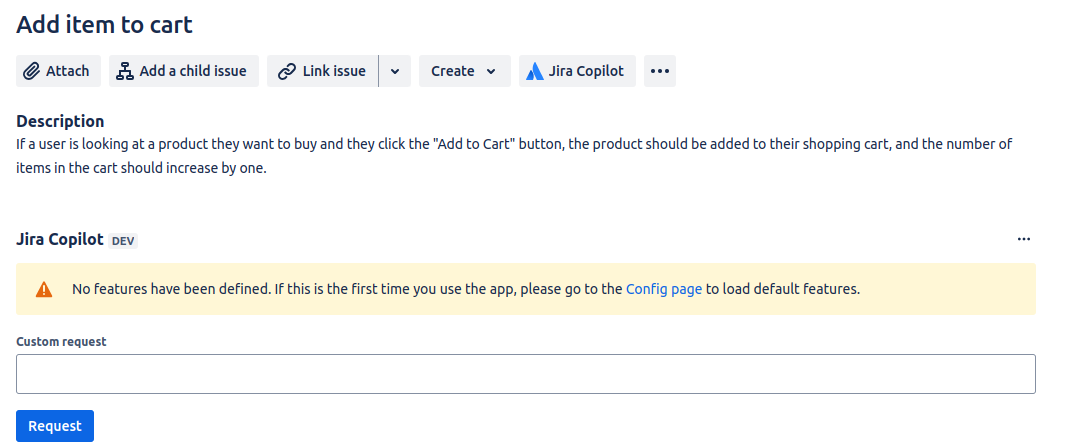 Add item to cart
Attach
Add a child issue
Link issue
Create
Jira Copilot
Description
If a user is looking at a product they want to buy and they click the "Add to Cart" button, the product should be added to their shopping cart, and the number of
items in the cart should increase by one.
Jira Copilot DEV
No features have been defined. If this is the first time you use the app, please go to the Config page to load default features.
Custom request
Request